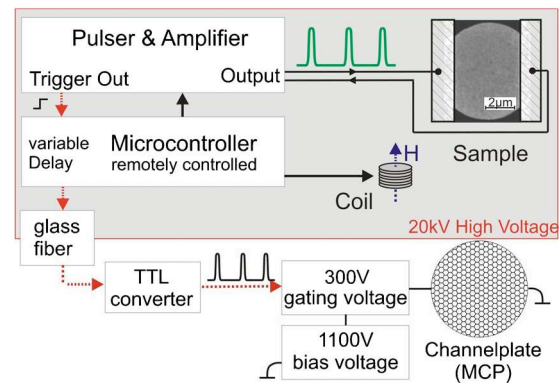 Pulser & Amplifier
Trigger Out
Output
variable
Delay
Microcontroller
remotely controlled
2µm
Sample
H
Coil
20kV High Voltage
glass
fiber
TTL
converter
300V
gating voltage
1100V
bias voltage
Channelplate
(MCP)